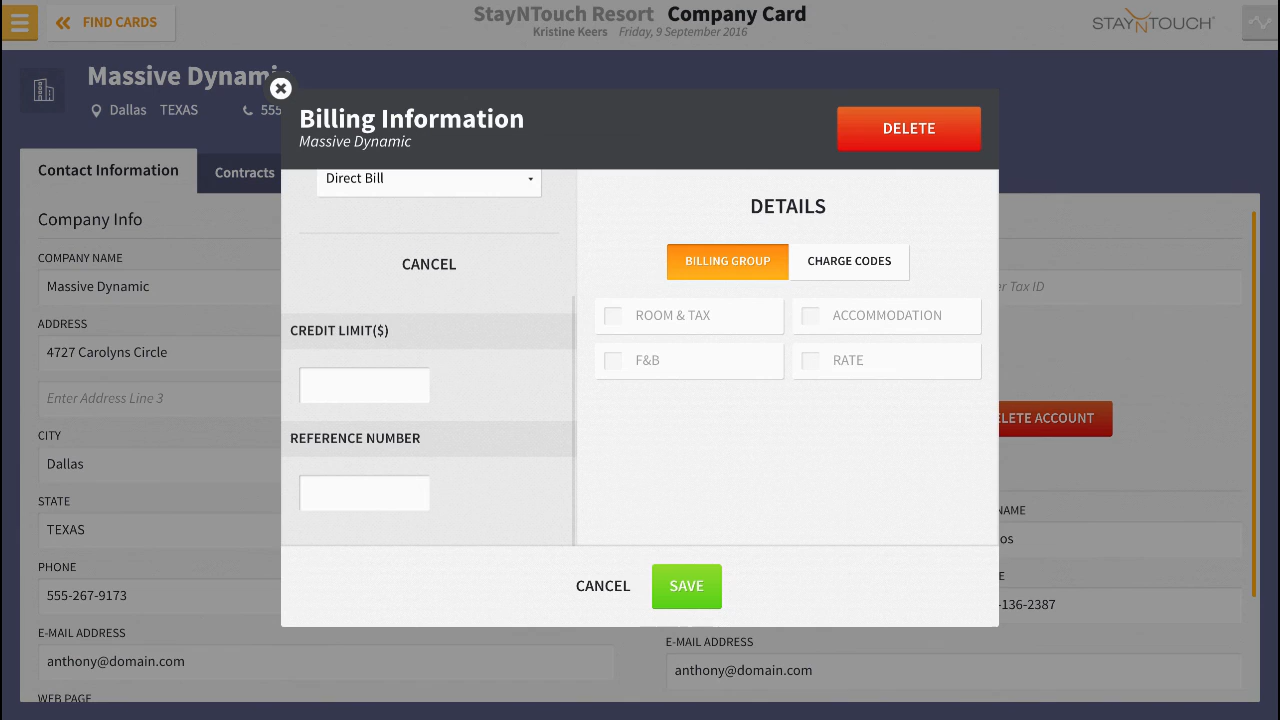 FIND CARDS
StayNTouch Resort Company Card
Kristine Keers Friday, 9 September 2016
STAYNTOUCH
Massive Dynamic
Dallas TEXAS 555
Contact Information
Contracts
Company Info
COMPANY NAME
Massive Dynamic
ADDRESS
4727 Carolyns Circle
Enter Address Line 3
CITY
Dallas
STATE
TEXAS
PHONE
555-267-9173
E-MAIL ADDRESS
anthony@domain.com
WEB PAGE
Billing Information
Massive Dynamic
DELETE
Direct Bill
CANCEL
CREDIT LIMIT($)
REFERENCE NUMBER
DETAILS
BILLING GROUP
CHARGE CODES
ROOM & TAX
ACCOMMODATION
F&B
RATE
CANCEL
SAVE
er Tax ID
ELETE ACCOUNT
NAME
os
E
-136-2387
E-MAIL ADDRESS
anthony@domain.com